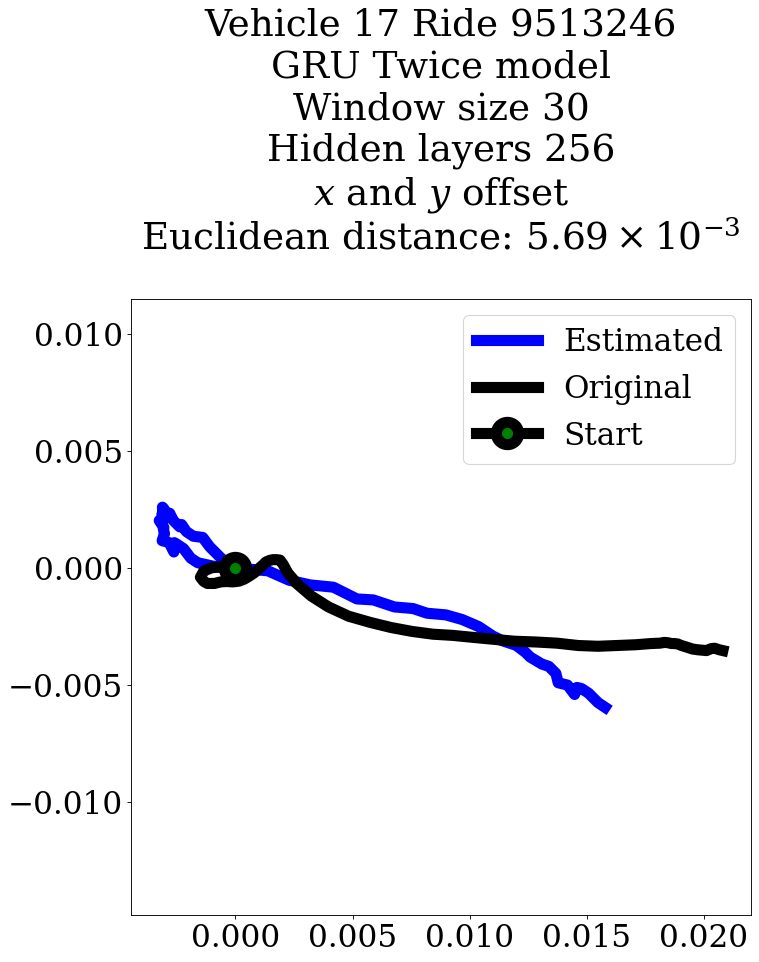 Vehicle 17 Ride 9513246
GRU Twice model
Window size 30
Hidden layers 256
x and y offset
Euclidean distance: 5.69 × 10⁻³
Estimated
Original
Start
0.010
0.005
0.000
−0.005
−0.010
0.000 0.005 0.010 0.015 0.020